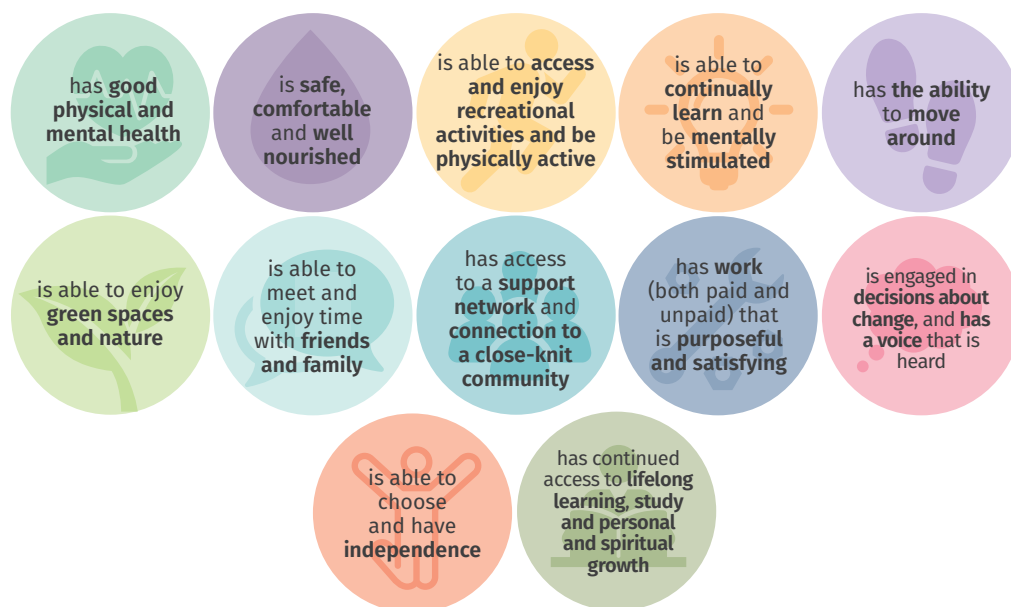 has good
physical and
mental health
is safe,
comfortable
and well
nourished
is able to access
and enjoy
recreational
activities and be
physically active
is able to
continually
learn and
be mentally
stimulated
has the ability
to move
around
is able to enjoy
green spaces
and nature
is able to
meet and
enjoy time
with friends
and family
has access
to a support
network and
connection to
a close-knit
community
has work
(both paid and
unpaid) that
is purposeful
and satisfying
is engaged in
decisions about
change, and has
a voice that is
heard
is able to
choose
and have
independence
has continued
access to lifelong
learning, study
and personal
and spiritual
growth